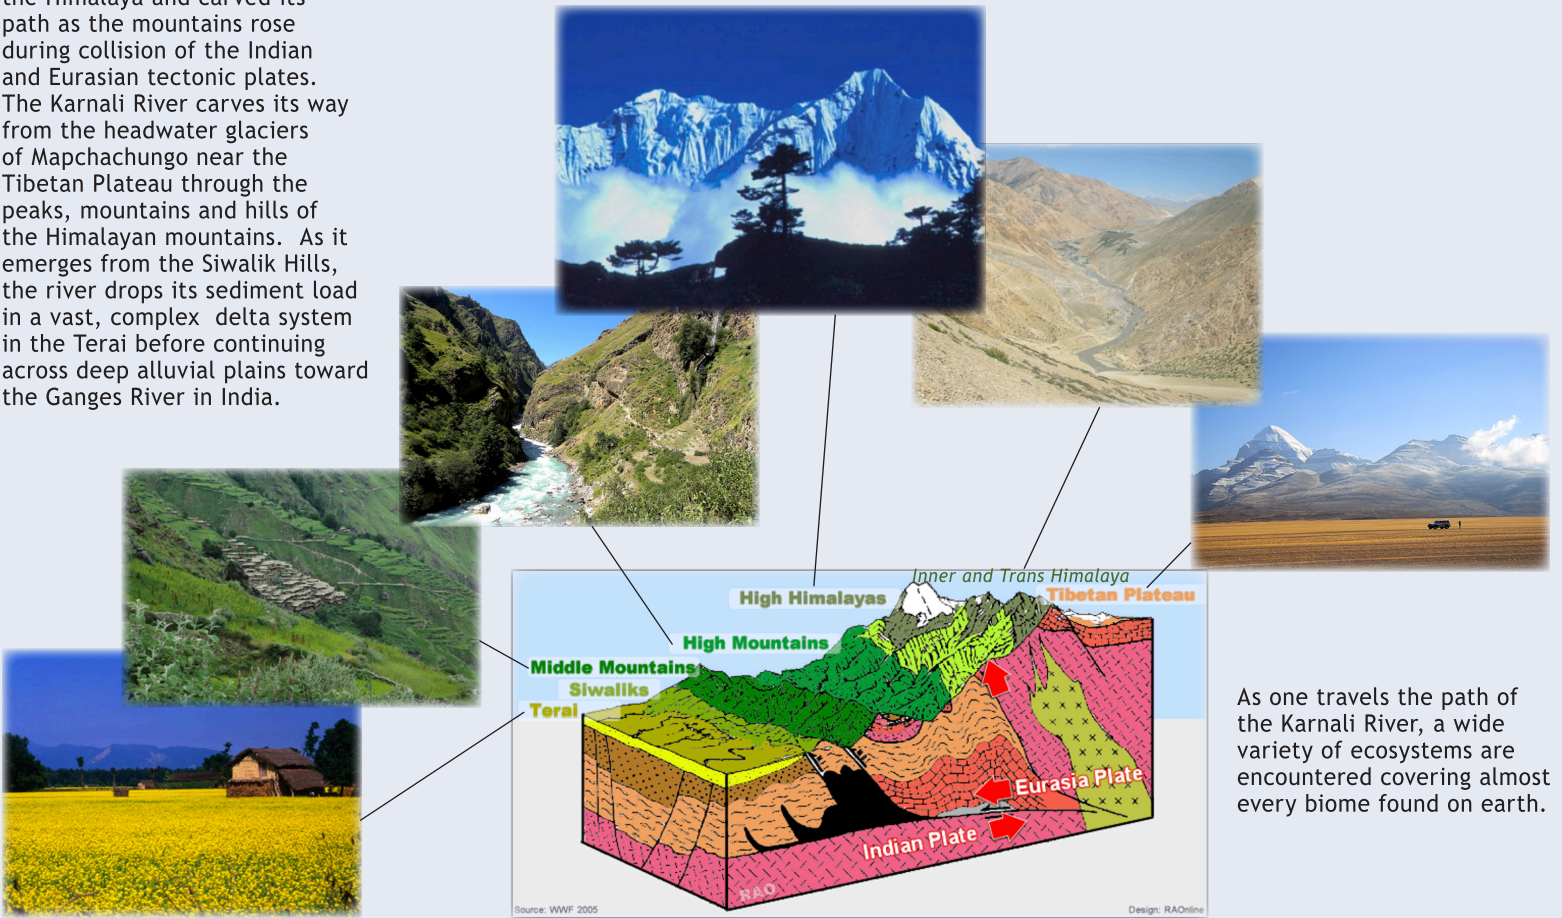 the Himalaya and carved its
path as the mountains rose
during collision of the Indian
and Eurasian tectonic plates.
The Karnali River carves its way
from the headwater glaciers
of Mapchachungo near the
Tibetan Plateau through the
peaks, mountains and hills of
the Himalayan mountains.  As it
emerges from the Siwalik Hills,
the river drops its sediment load
in a vast, complex  delta system
in the Terai before continuing
across deep alluvial plains toward
the Ganges River in India.
Inner and Trans Himalaya
High Himalayas
Tibetan Plateau
High Mountains
Middle Mountains
Siwaliks
Terai
Eurasia Plate
Indian Plate
RAO
Source: WWF 2005
Design: RAOnline
As one travels the path of
the Karnali River, a wide
variety of ecosystems are
encountered covering almost
every biome found on earth.